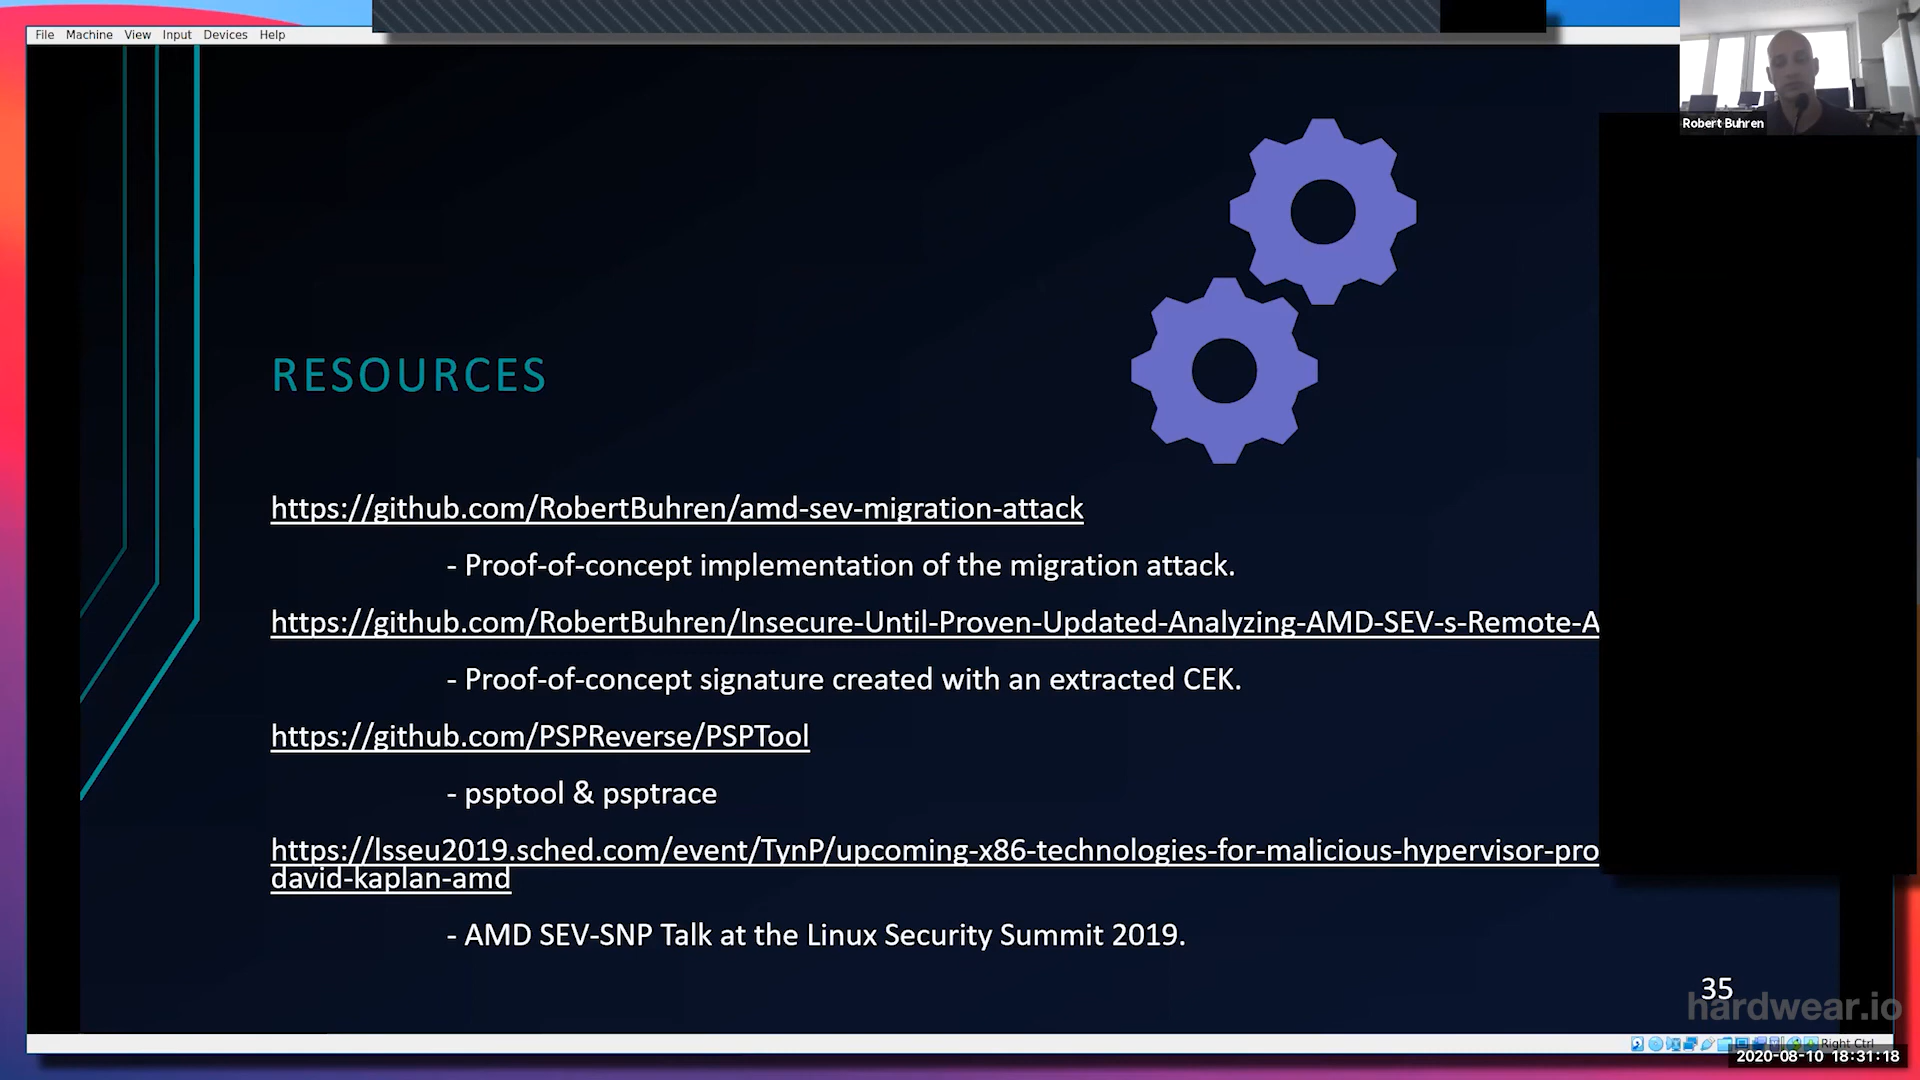 File Machine View Input Devices Help
Robert Buhren
RESOURCES
https://github.com/RobertBuhren/amd-sev-migration-attack
- Proof-of-concept implementation of the migration attack.
https://github.com/RobertBuhren/Insecure-Until-Proven-Updated-Analyzing-AMD-SEV-s-Remote-A
- Proof-of-concept signature created with an extracted CEK.
https://github.com/PSPReverse/PSPTool
- psptool & psptrace
https://lsseu2019.sched.com/event/TynP/upcoming-x86-technologies-for-malicious-hypervisor-pro
david-kaplan-amd
- AMD SEV-SNP Talk at the Linux Security Summit 2019.
35
hardwear.io
Right Ctrl
2020-08-10 18:31:18